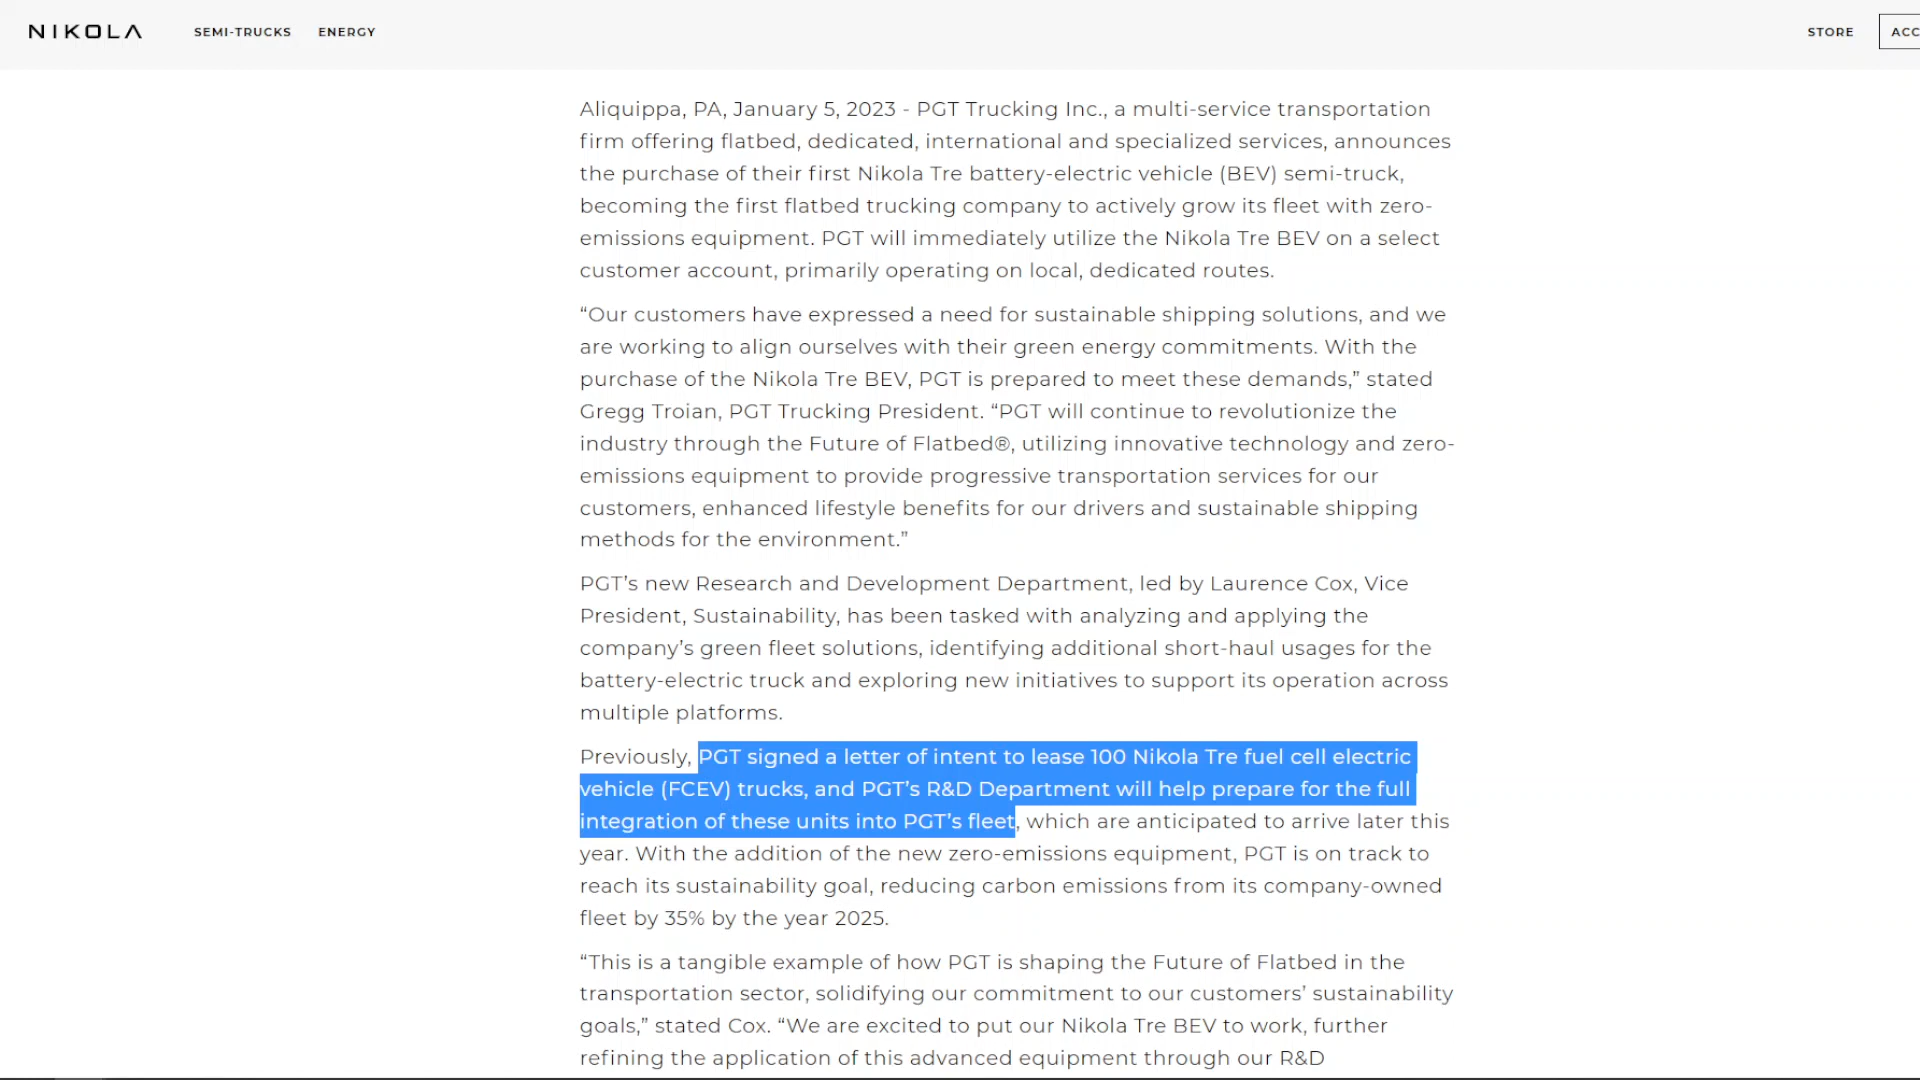 NIKOLA SEMI-TRUCKS ENERGY STORE ACC
Aliquippa, PA, January 5, 2023 - PGT Trucking Inc., a multi-service transportation
firm offering flatbed, dedicated, international and specialized services, announces
the purchase of their first Nikola Tre battery-electric vehicle (BEV) semi-truck,
becoming the first flatbed trucking company to actively grow its fleet with zero-
emissions equipment. PGT will immediately utilize the Nikola Tre BEV on a select
customer account, primarily operating on local, dedicated routes.
“Our customers have expressed a need for sustainable shipping solutions, and we
are working to align ourselves with their green energy commitments. With the
purchase of the Nikola Tre BEV, PGT is prepared to meet these demands,” stated
Gregg Troian, PGT Trucking President. “PGT will continue to revolutionize the
industry through the Future of Flatbed®, utilizing innovative technology and zero-
emissions equipment to provide progressive transportation services for our
customers, enhanced lifestyle benefits for our drivers and sustainable shipping
methods for the environment.”
PGT’s new Research and Development Department, led by Laurence Cox, Vice
President, Sustainability, has been tasked with analyzing and applying the
company’s green fleet solutions, identifying additional short-haul usages for the
battery-electric truck and exploring new initiatives to support its operation across
multiple platforms.
Previously, PGT signed a letter of intent to lease 100 Nikola Tre fuel cell electric
vehicle (FCEV) trucks, and PGT’s R&D Department will help prepare for the full
integration of these units into PGT’s fleet, which are anticipated to arrive later this
year. With the addition of the new zero-emissions equipment, PGT is on track to
reach its sustainability goal, reducing carbon emissions from its company-owned
fleet by 35% by the year 2025.
“This is a tangible example of how PGT is shaping the Future of Flatbed in the
transportation sector, solidifying our commitment to our customers’ sustainability
goals,” stated Cox. “We are excited to put our Nikola Tre BEV to work, further
refining the application of this advanced equipment through our R&D